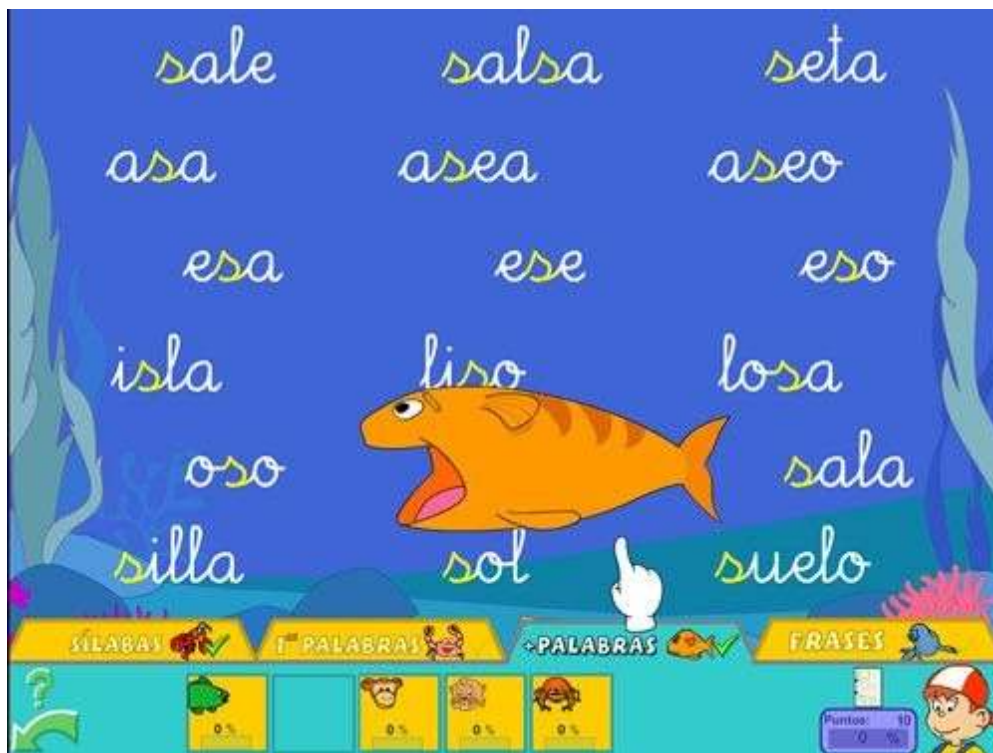 sale salsa seta
asa asea aseo
esa ese eso
isla liso losa
oso sala
silla sol suelo
SÍLABAS 1as PALABRAS +PALABRAS FRASES
?
0 % 0 % 0 % 0 %
Puntos: 10
0 %